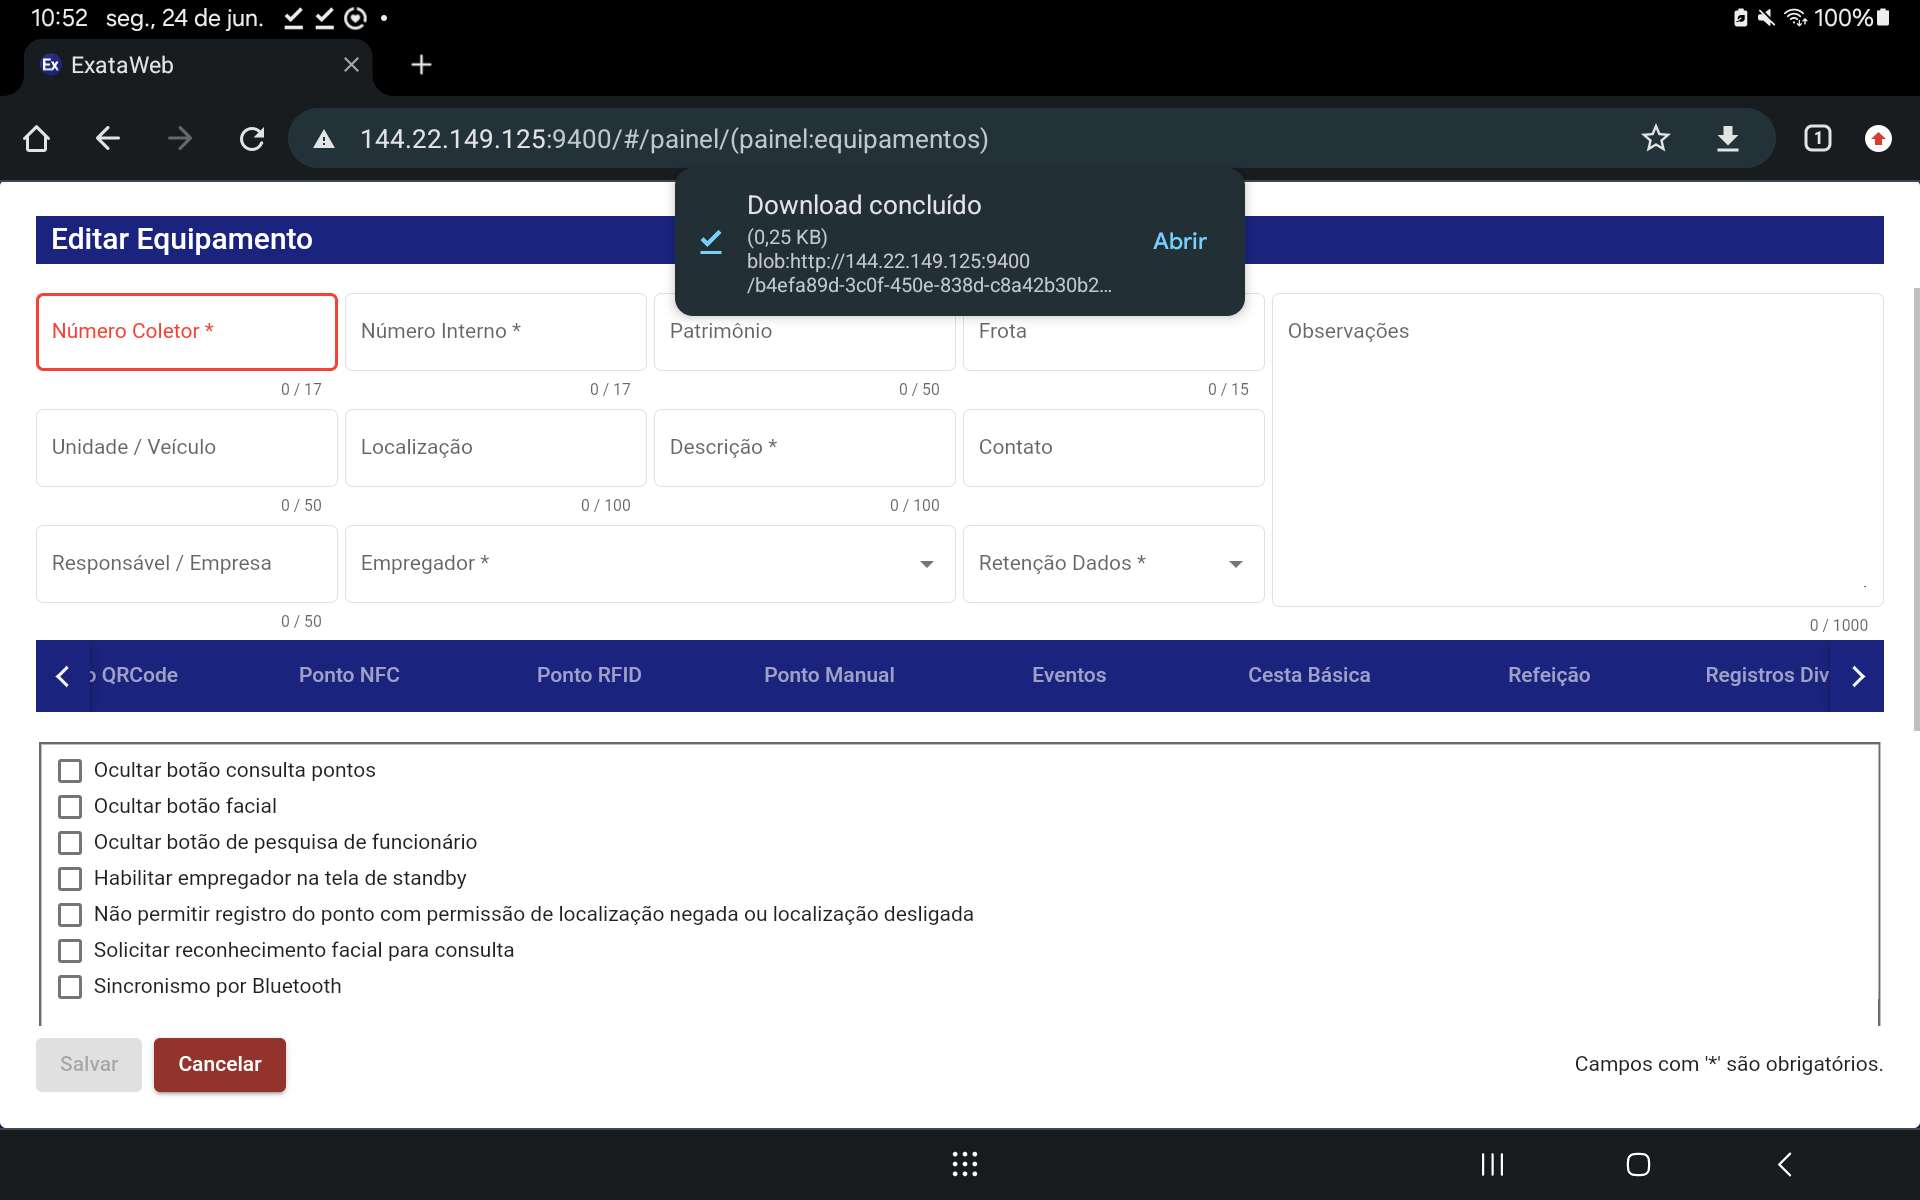 10:52 seg., 24 de jun.
100%
Ex ExataWeb
144.22.149.125:9400/#/painel/(painel:equipamentos)
1
Download concluído
(0,25 KB)
blob:http://144.22.149.125:9400
/b4efa89d-3c0f-450e-838d-c8a42b30b2...
Abrir
Editar Equipamento
Número Coletor *
Número Interno *
Patrimônio
Frota
Observações
0 / 17
0 / 17
0 / 50
0 / 15
Unidade / Veículo
Localização
Descrição *
Contato
0 / 50
0 / 100
0 / 100
Responsável / Empresa
Empregador *
Retenção Dados *
0 / 50
0 / 1000
o QRCode
Ponto NFC
Ponto RFID
Ponto Manual
Eventos
Cesta Básica
Refeição
Registros Div
Ocultar botão consulta pontos
Ocultar botão facial
Ocultar botão de pesquisa de funcionário
Habilitar empregador na tela de standby
Não permitir registro do ponto com permissão de localização negada ou localização desligada
Solicitar reconhecimento facial para consulta
Sincronismo por Bluetooth
Salvar
Cancelar
Campos com '*' são obrigatórios.